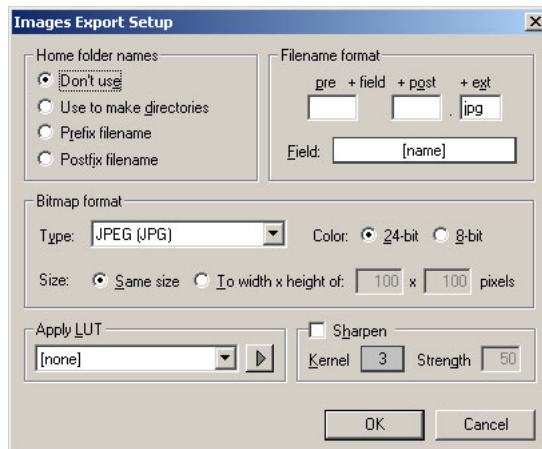 Images Export Setup
Home folder names
Don't use
Use to make directories
Prefix filename
Postfix filename
Filename format
pre + field + post + ext
. jpg
Field: [name]
Bitmap format
Type: JPEG (JPG) Color: 24-bit 8-bit
Size: Same size To width x height of: 100 x 100 pixels
Apply LUT
[none]
Sharpen
Kernel 3 Strength 50
OK Cancel